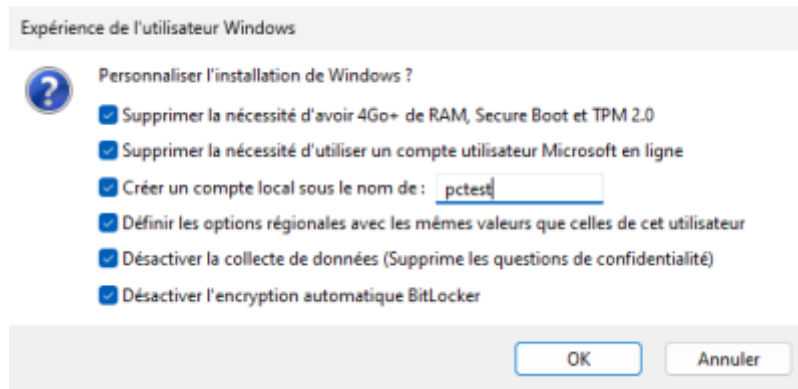 Expérience de l'utilisateur Windows
Personnaliser l'installation de Windows ?
Supprimer la nécessité d'avoir 4Go+ de RAM, Secure Boot et TPM 2.0
Supprimer la nécessité d'utiliser un compte utilisateur Microsoft en ligne
Créer un compte local sous le nom de : pctest
Définir les options régionales avec les mêmes valeurs que celles de cet utilisateur
Désactiver la collecte de données (Supprime les questions de confidentialité)
Désactiver l'encryption automatique BitLocker
OK Annuler